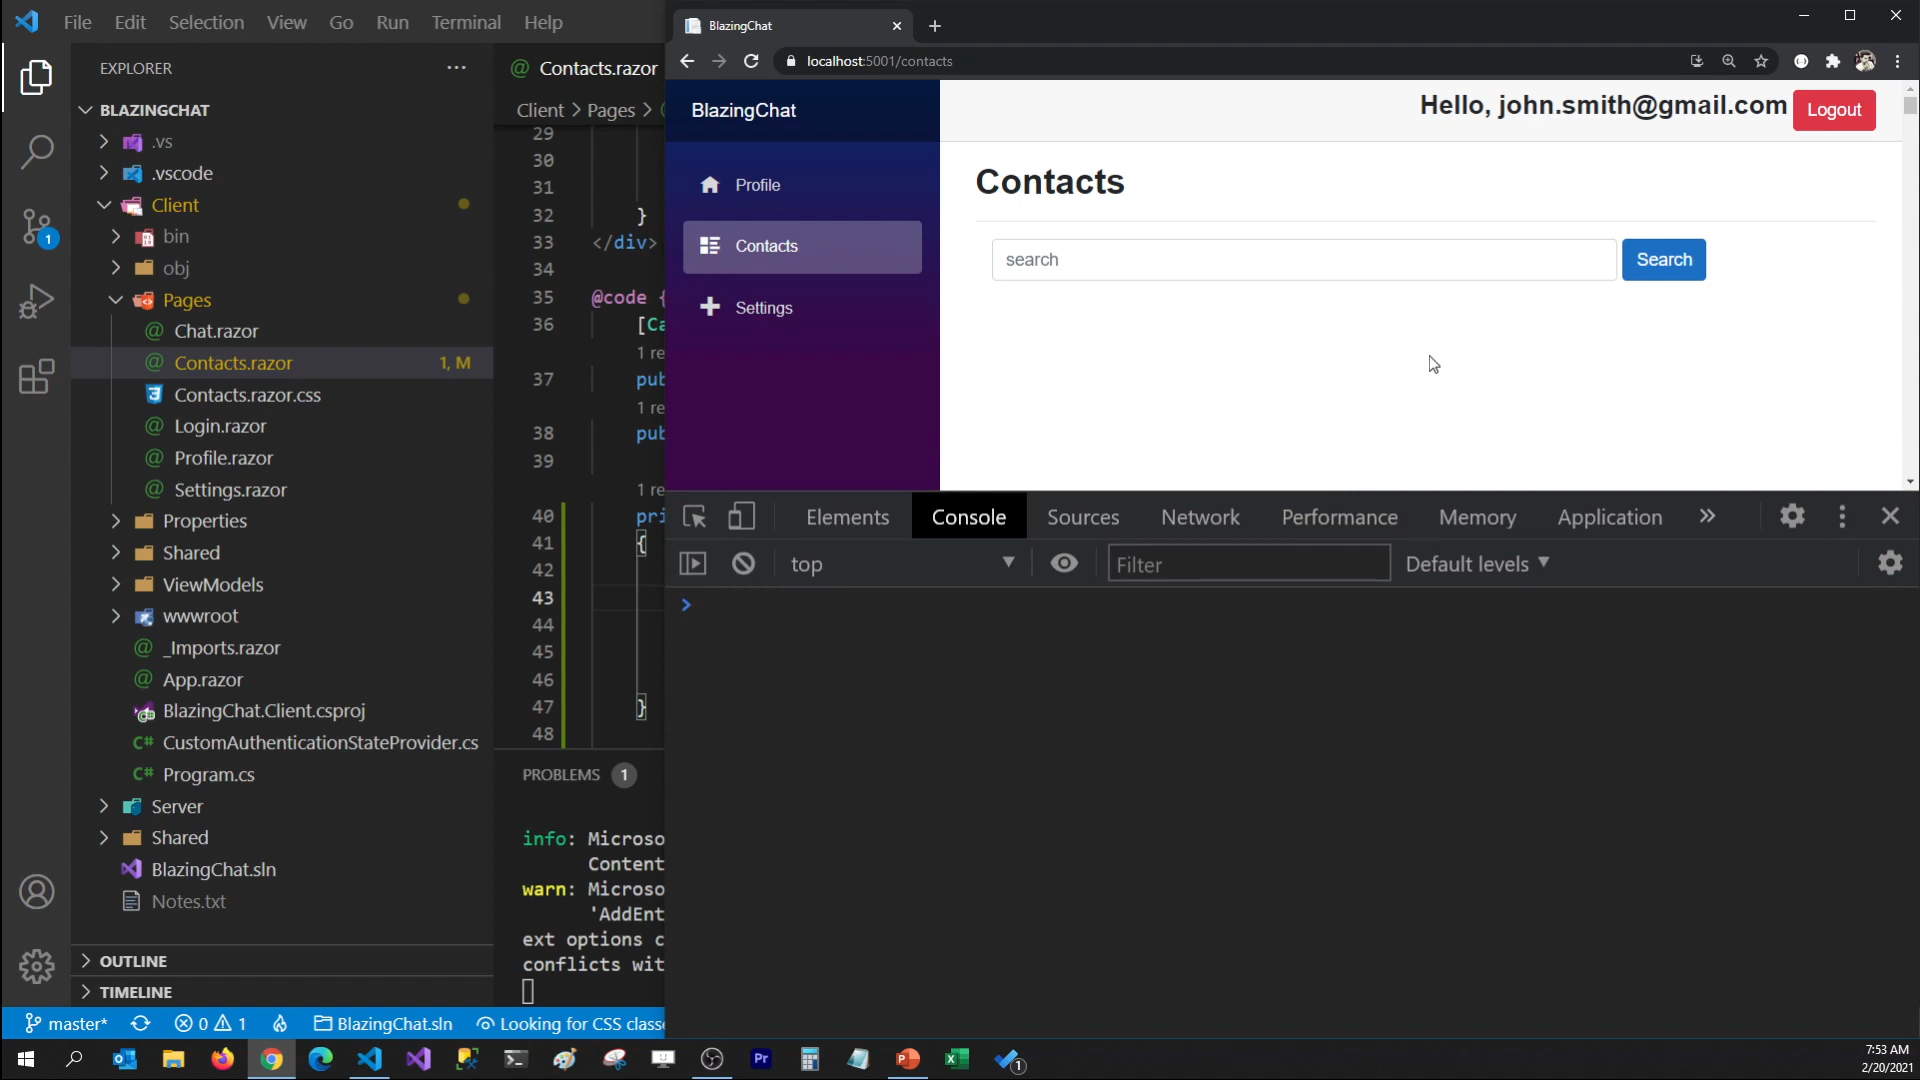 File Edit Selection View Go Run Terminal Help
EXPLORER
BLAZINGCHAT
.vs
.vscode
Client
bin
obj
Pages
Chat.razor
Contacts.razor 1, M
Contacts.razor.css
Login.razor
Profile.razor
Settings.razor
Properties
Shared
ViewModels
wwwroot
_Imports.razor
App.razor
BlazingChat.Client.csproj
CustomAuthenticationStateProvider.cs
Program.cs
Server
Shared
BlazingChat.sln
Notes.txt
OUTLINE
TIMELINE
1
Contacts.razor
Client > Pages >
29
30
31
32 }
33 </div>
34
35 @code {
36 [Ca
1 re
37 pub
1 re
38 pub
39
1 re
40 pri
41 {
42
43
44
45
46
47 }
48
PROBLEMS 1
info: Microso
Content
warn: Microso
'AddEnt
ext options c
conflicts wit
master* 0 1 BlazingChat.sln Looking for CSS classe
BlazingChat
localhost:5001/contacts
BlazingChat
Hello, john.smith@gmail.com Logout
Profile
Contacts
Settings
Contacts
search Search
Elements Console Sources Network Performance Memory Application »
top Filter Default levels
>
Pr
1
7:53 AM
2/20/2021